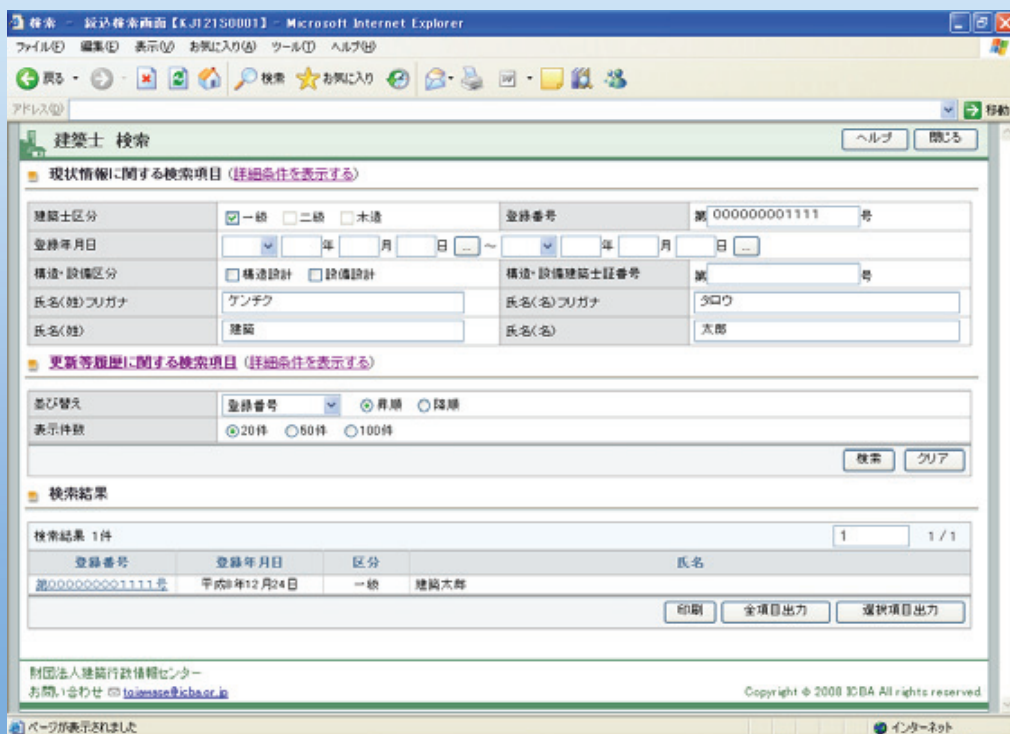 検索 - 絞込検索画面【KJ121S0001】 - Microsoft Internet Explorer
ファイル(F) 編集(E) 表示(V) お気に入り(A) ツール(T) ヘルプ(H)
戻る 検索 お気に入り
アドレス(D) 移動
建築士 検索 ヘルプ 閉じる
現状情報に関する検索項目 (詳細条件を表示する)
建築士区分 一級 二級 木造 登録番号 第 000000001111 号
登録年月日 年 月 日 ... ~ 年 月 日 ...
構造・設備区分 構造設計 設備設計 構造・設備建築士証番号 第 号
氏名(姓)フリガナ ケンチク 氏名(名)フリガナ タロウ
氏名(姓) 建築 氏名(名) 太郎
更新等履歴に関する検索項目 (詳細条件を表示する)
並び替え 登録番号 昇順 降順
表示件数 20件 50件 100件
検索 クリア
検索結果
検索結果 1件 1 1 / 1
登録番号 登録年月日 区分 氏名
第000000001111号 平成8年12月24日 一級 建築太郎
印刷 全項目出力 選択項目出力
財団法人建築行政情報センター
お問い合わせ toiawase@icba.or.jp Copyright © 2008 ICBA All rights reserved
ページが表示されました インターネット